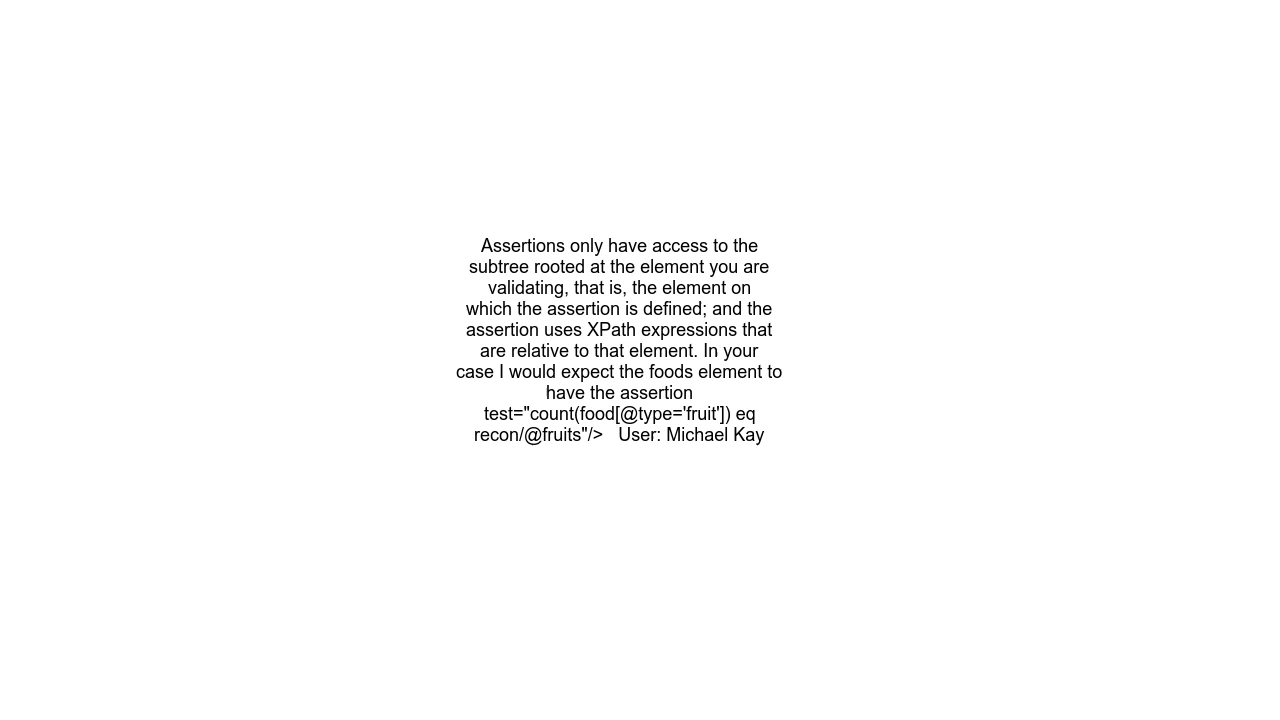 Assertions only have access to the
subtree rooted at the element you are
validating, that is, the element on
which the assertion is defined; and the
assertion uses XPath expressions that
are relative to that element. In your
case I would expect the foods element to
have the assertion
test="count(food[@type='fruit']) eq
recon/@fruits"/>   User: Michael Kay